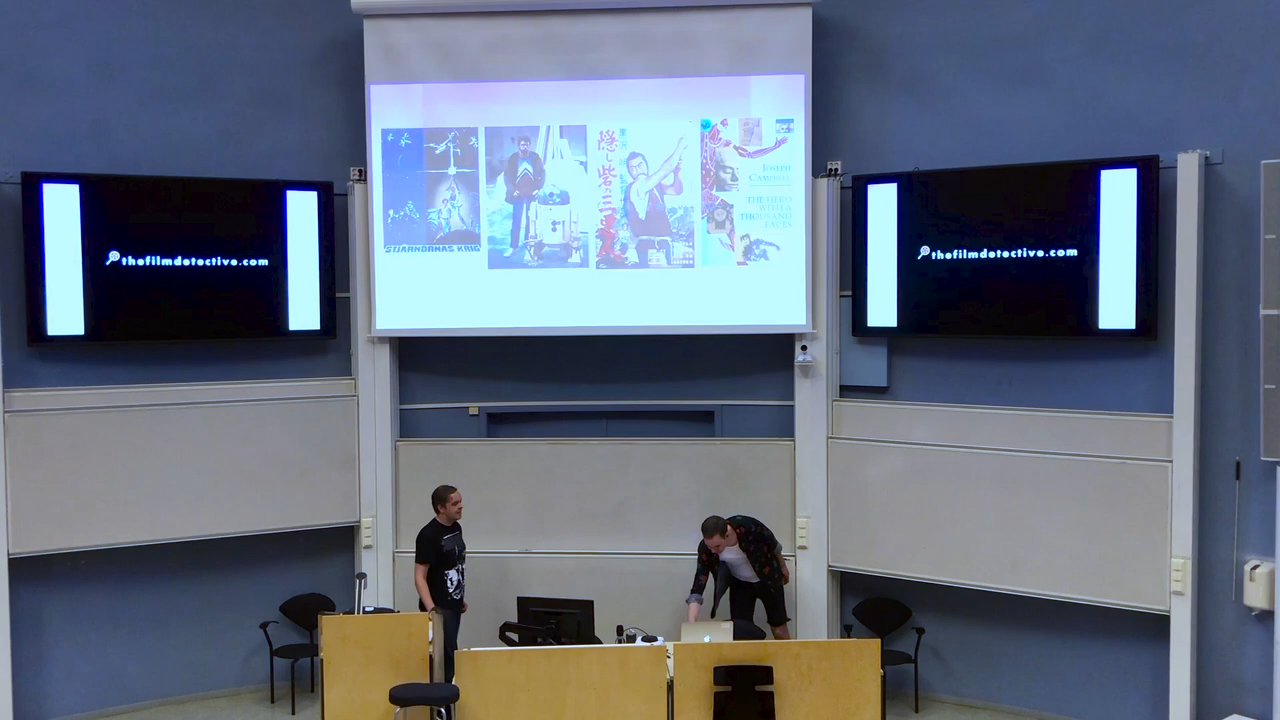 thefilmdetective.com
STJÄRNORNAS KRIG
隠し砦の三悪人
JOSEPH
CAMPBELL
THE HERO
WITH A
THOUSAND
FACES
thefilmdetective.com